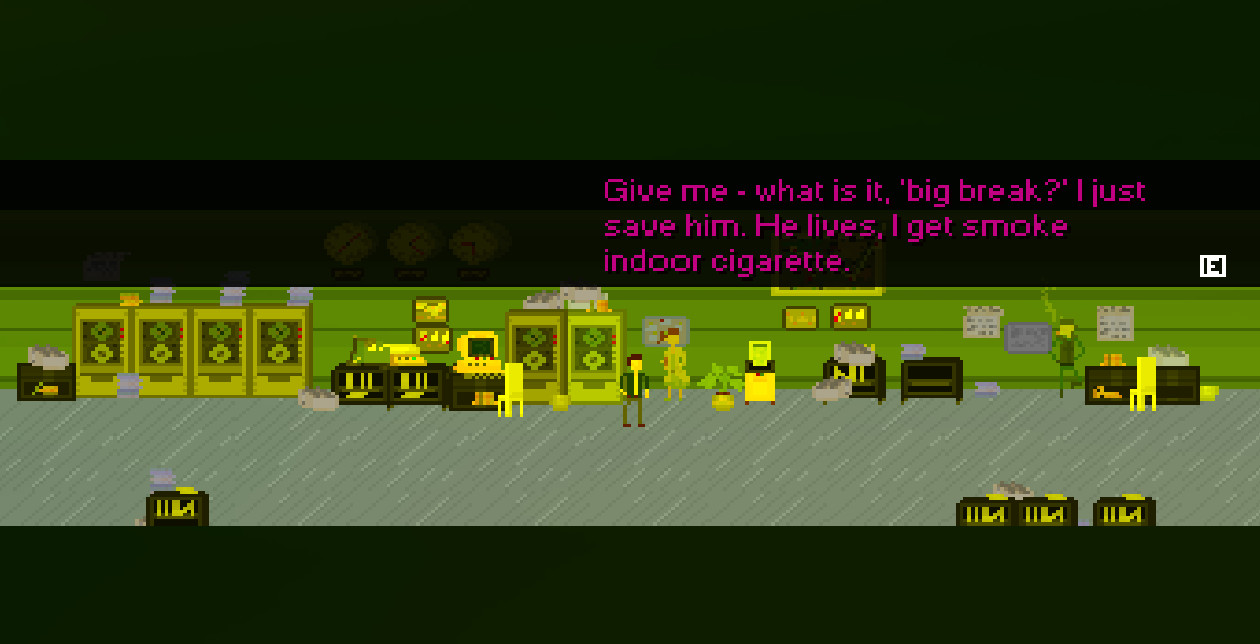 Give me - what is it, 'big break?' I just
save him. He lives, I get smoke
indoor cigarette.
E